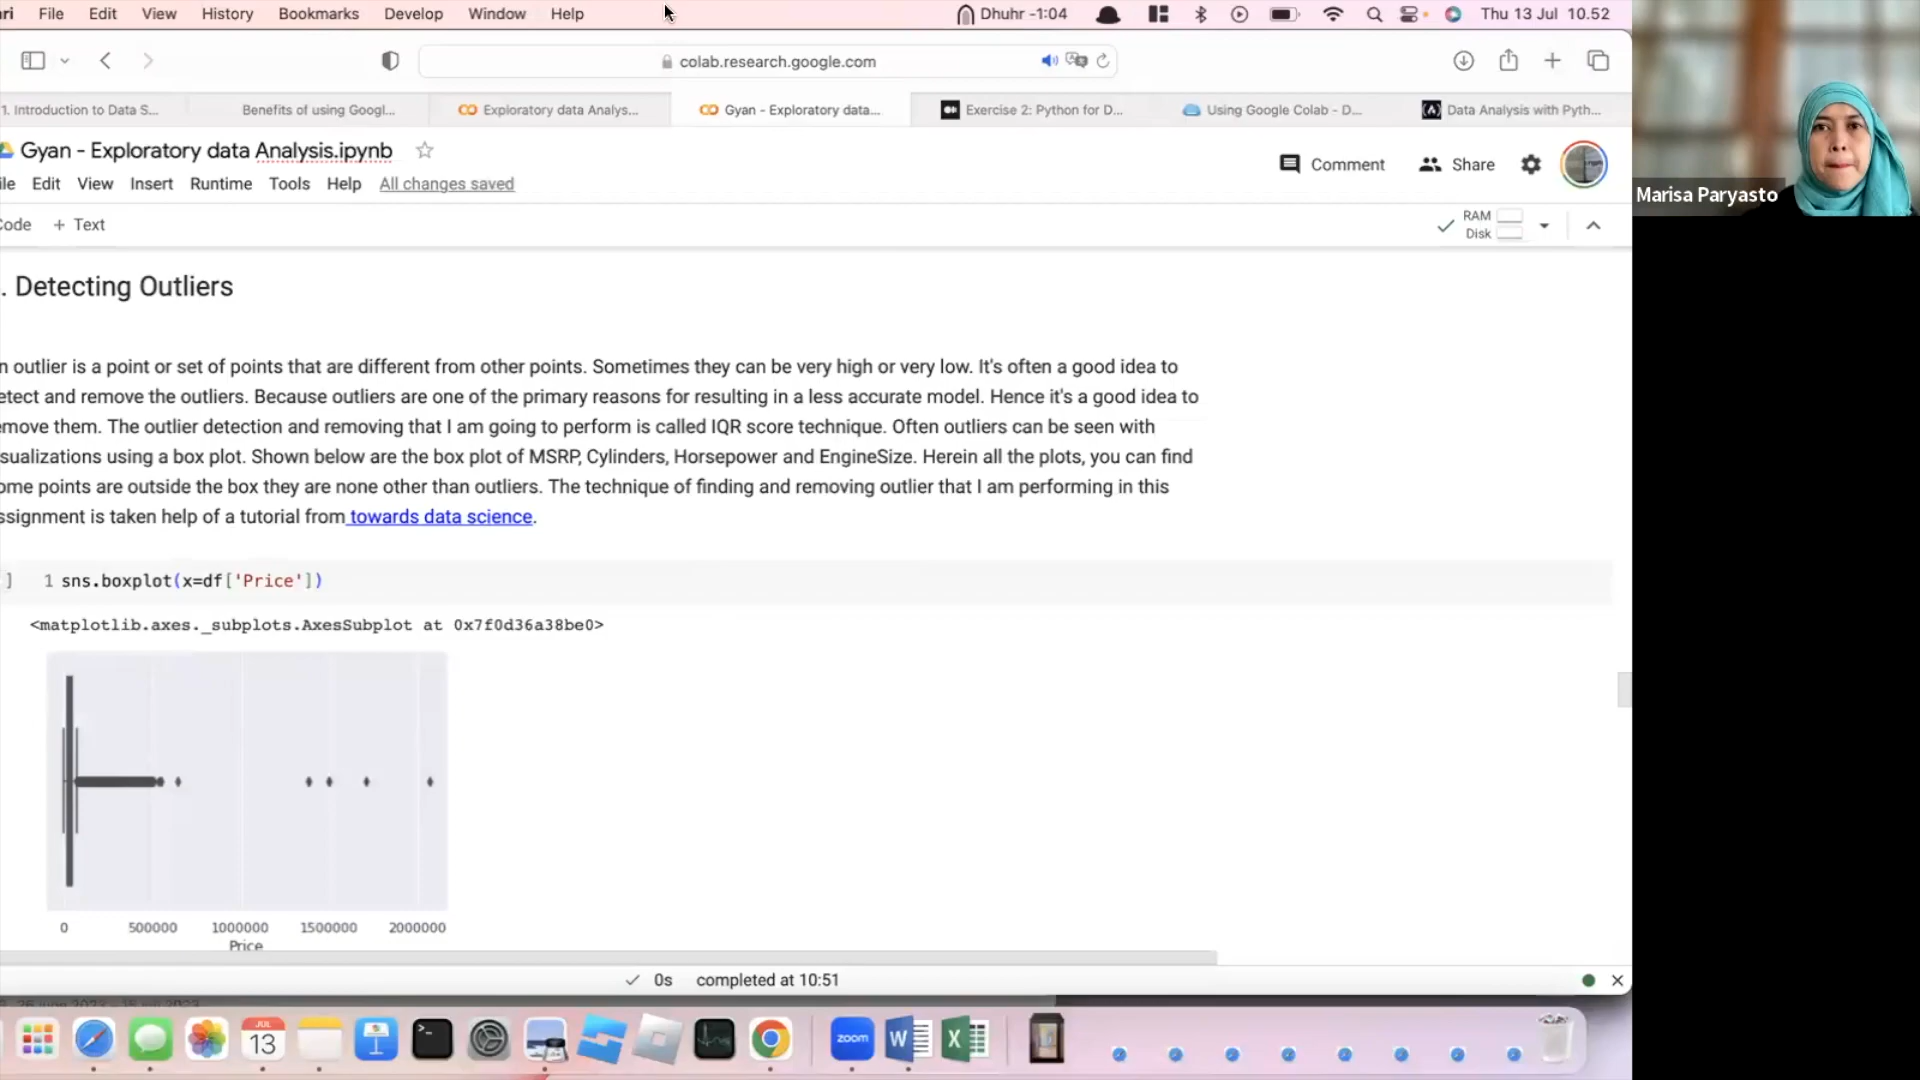 ri File Edit View History Bookmarks Develop Window Help Dhuhr -1:04 Thu 13 Jul 10.52
colab.research.google.com
1. Introduction to Data S... Benefits of using Googl... Exploratory data Analys... Gyan - Exploratory data... Exercise 2: Python for D... Using Google Colab - D... Data Analysis with Pyth...
Gyan - Exploratory data Analysis.ipynb
Comment Share
ile Edit View Insert Runtime Tools Help All changes saved
Code + Text
RAM
Disk
. Detecting Outliers
n outlier is a point or set of points that are different from other points. Sometimes they can be very high or very low. It's often a good idea to
etect and remove the outliers. Because outliers are one of the primary reasons for resulting in a less accurate model. Hence it's a good idea to
emove them. The outlier detection and removing that I am going to perform is called IQR score technique. Often outliers can be seen with
sualizations using a box plot. Shown below are the box plot of MSRP, Cylinders, Horsepower and EngineSize. Herein all the plots, you can find
ome points are outside the box they are none other than outliers. The technique of finding and removing outlier that I am performing in this
ssignment is taken help of a tutorial from towards data science.
] 1 sns.boxplot(x=df['Price'])
<matplotlib.axes._subplots.AxesSubplot at 0x7f0d36a38be0>
0 500000 1000000 1500000 2000000
Price
0s completed at 10:51
JUL
13
zoom
Marisa Paryasto